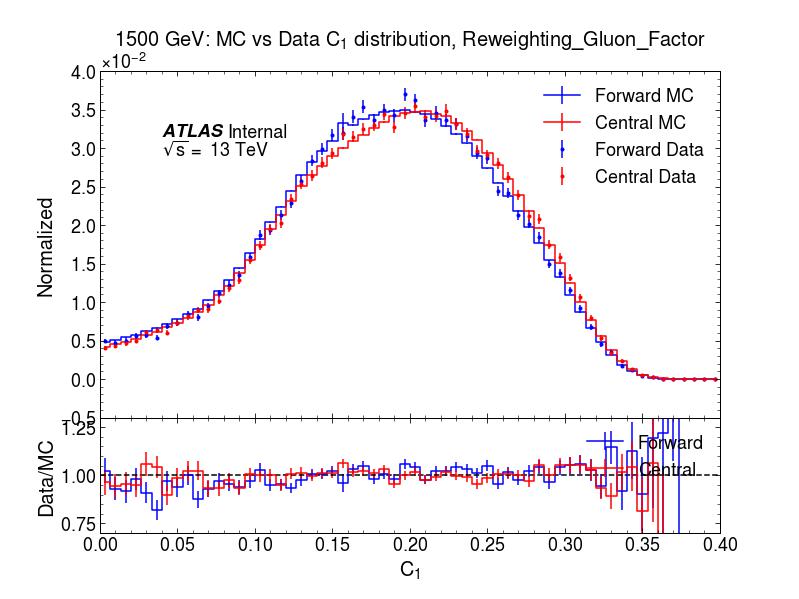 1500 GeV: MC vs Data C₁ distribution, Reweighting_Gluon_Factor
×10⁻²
4.0
3.5
3.0
2.5
2.0
1.5
1.0
0.5
0.0
Normalized
ATLAS Internal
√s = 13 TeV
Forward MC
Central MC
Forward Data
Central Data
1.25
1.00
0.75
Data/MC
Forward
Central
0.00 0.05 0.10 0.15 0.20 0.25 0.30 0.35 0.40
C₁